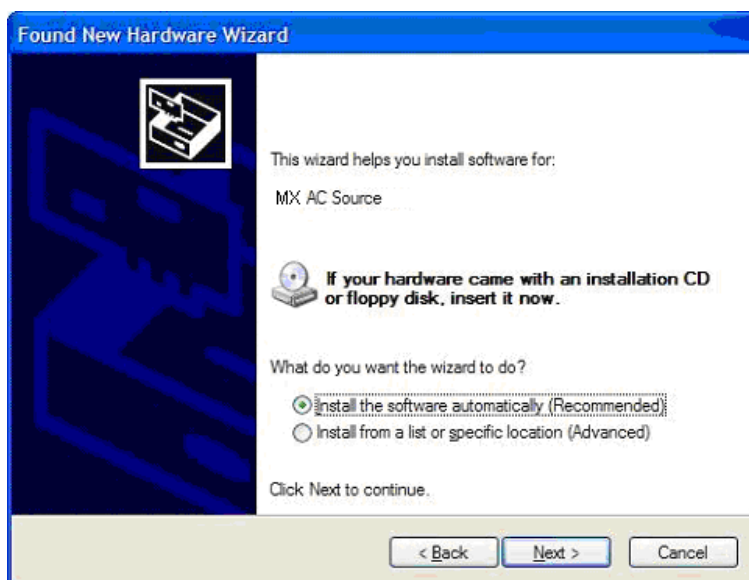 Found New Hardware Wizard
This wizard helps you install software for:
MX AC Source
If your hardware came with an installation CD
or floppy disk, insert it now.
What do you want the wizard to do?
Install the software automatically (Recommended)
Install from a list or specific location (Advanced)
Click Next to continue.
< Back Next > Cancel